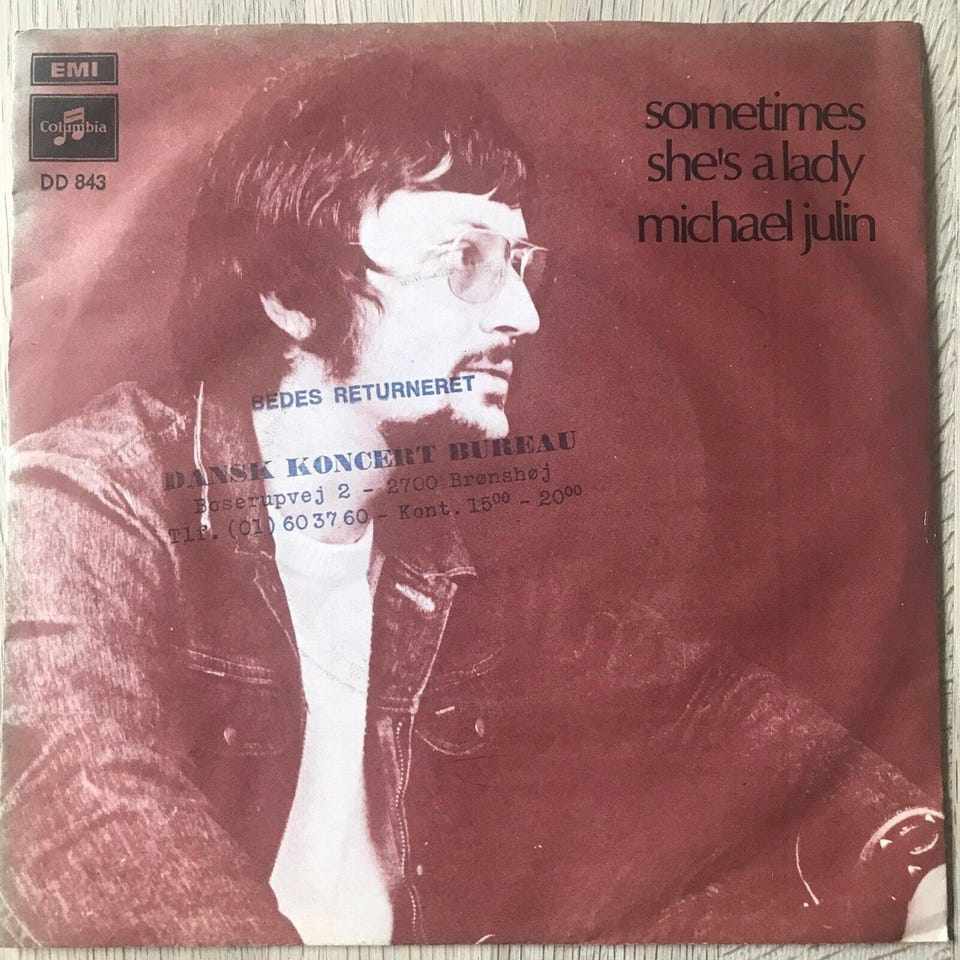 EMI
Columbia
DD 843
sometimes
she's a lady
michael julin
BEDES RETURNERET
DANSK KONCERT BUREAU
Boserupvej 2 - 2700 Brønshøj
Tlf. (01) 60 37 60 - Kont. 15⁰⁰ - 20⁰⁰